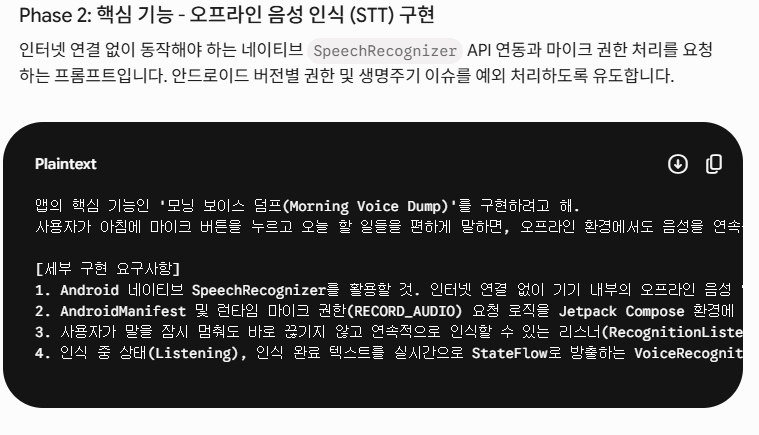 Phase 2: 핵심 기능 - 오프라인 음성 인식 (STT) 구현
인터넷 연결 없이 동작해야 하는 네이티브 SpeechRecognizer API 연동과 마이크 권한 처리를 요청
하는 프롬프트입니다. 안드로이드 버전별 권한 및 생명주기 이슈를 예외 처리하도록 유도합니다.
Plaintext
앱의 핵심 기능인 '모닝 보이스 덤프(Morning Voice Dump)'를 구현하려고 해.
사용자가 아침에 마이크 버튼을 누르고 오늘 할 일들을 편하게 말하면, 오프라인 환경에서도 음성을 연속
[세부 구현 요구사항]
1. Android 네이티브 SpeechRecognizer를 활용할 것. 인터넷 연결 없이 기기 내부의 오프라인 음성
2. AndroidManifest 및 런타임 마이크 권한(RECORD_AUDIO) 요청 로직을 Jetpack Compose 환경에
3. 사용자가 말을 잠시 멈춰도 바로 끊기지 않고 연속적으로 인식할 수 있는 리스너(RecognitionListe
4. 인식 중 상태(Listening), 인식 완료 텍스트를 실시간으로 StateFlow로 방출하는 VoiceRecognit